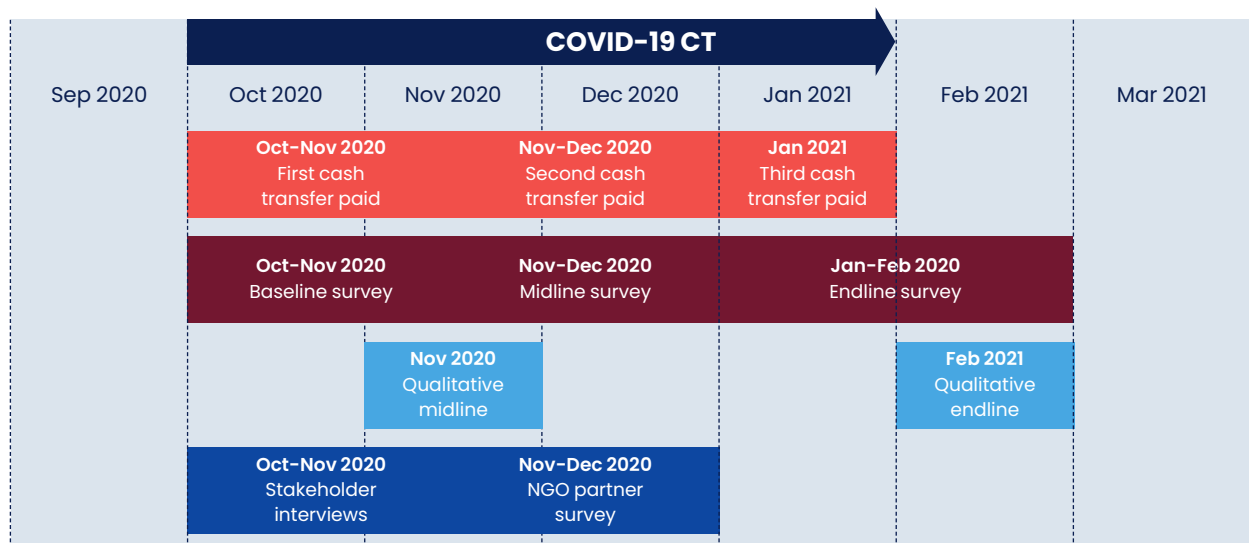 COVID-19 CT
Sep 2020
Oct 2020
Nov 2020
Dec 2020
Jan 2021
Feb 2021
Mar 2021
Oct-Nov 2020
First cash
transfer paid
Nov-Dec 2020
Second cash
transfer paid
Jan 2021
Third cash
transfer paid
Oct-Nov 2020
Baseline survey
Nov-Dec 2020
Midline survey
Jan-Feb 2020
Endline survey
Nov 2020
Qualitative
midline
Feb 2021
Qualitative
endline
Oct-Nov 2020
Stakeholder
interviews
Nov-Dec 2020
NGO partner
survey